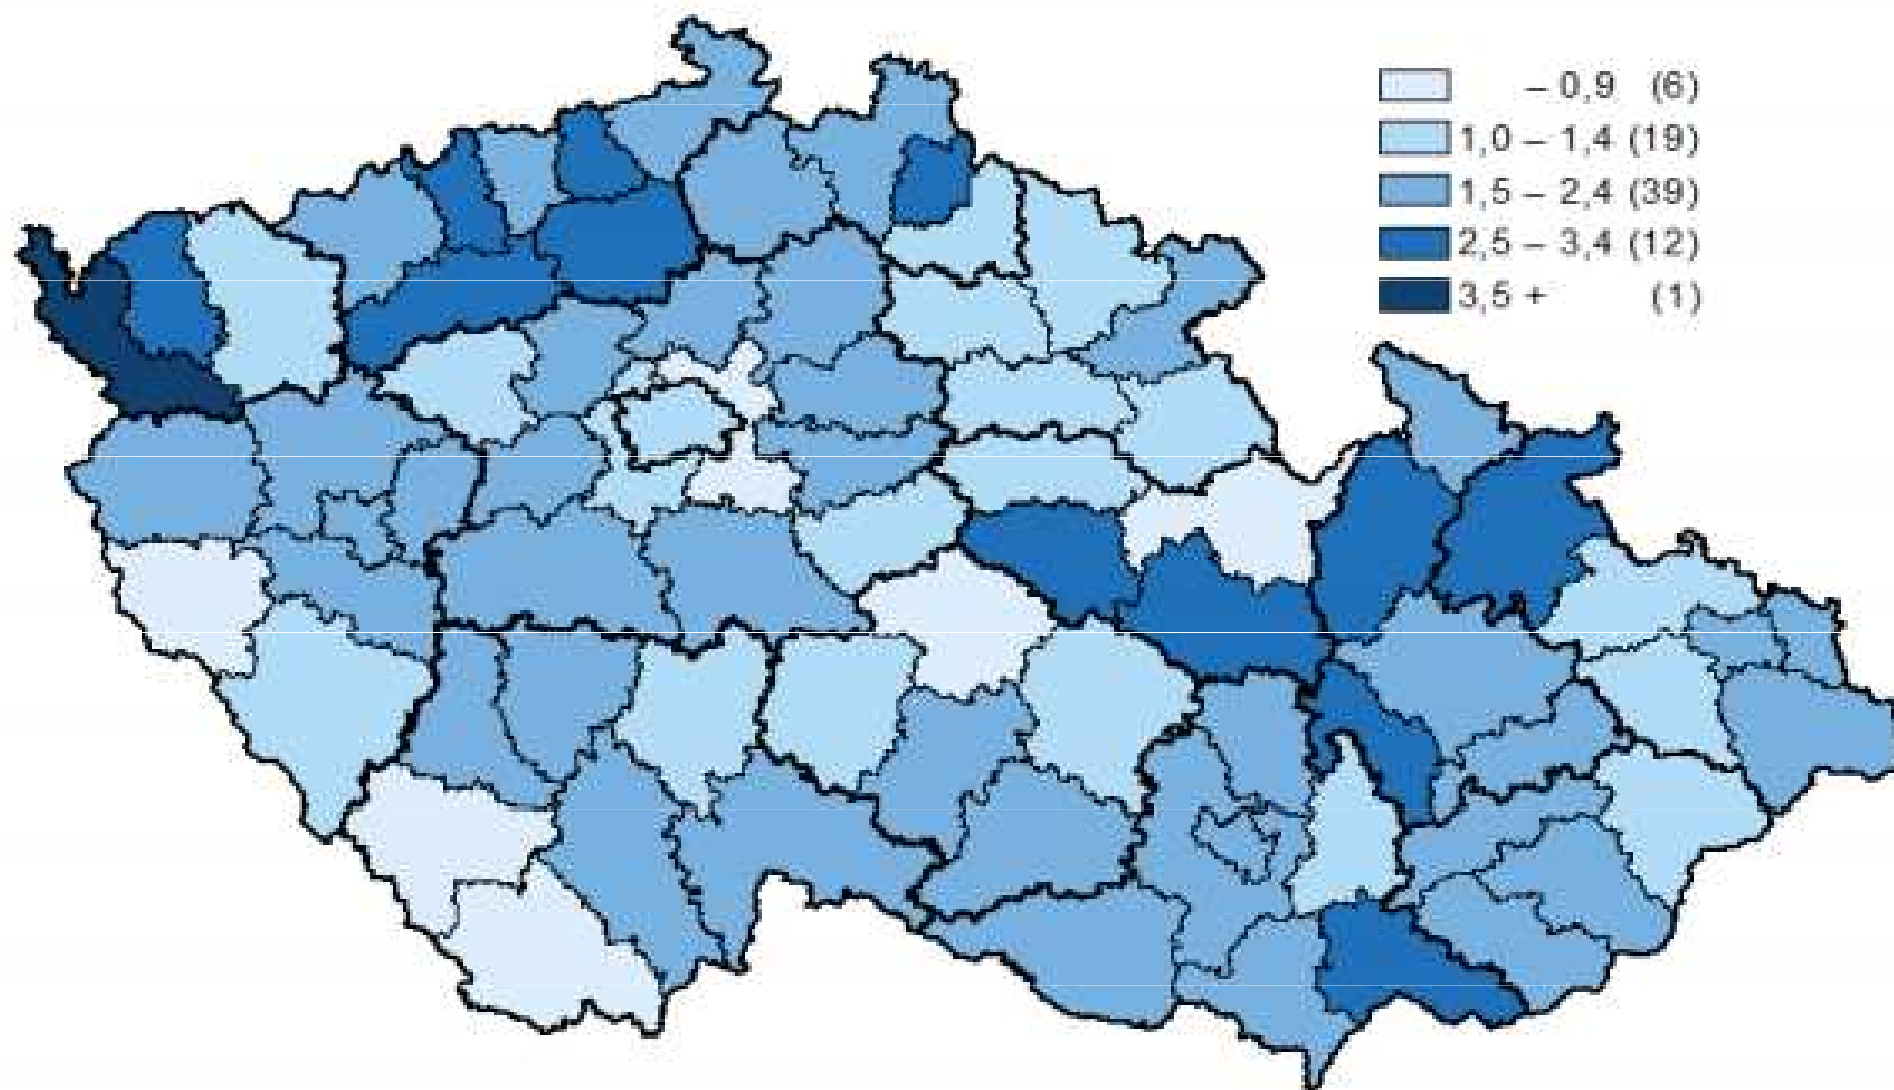 – 0,9 (6)
1,0 – 1,4 (19)
1,5 – 2,4 (39)
2,5 – 3,4 (12)
3,5 + (1)